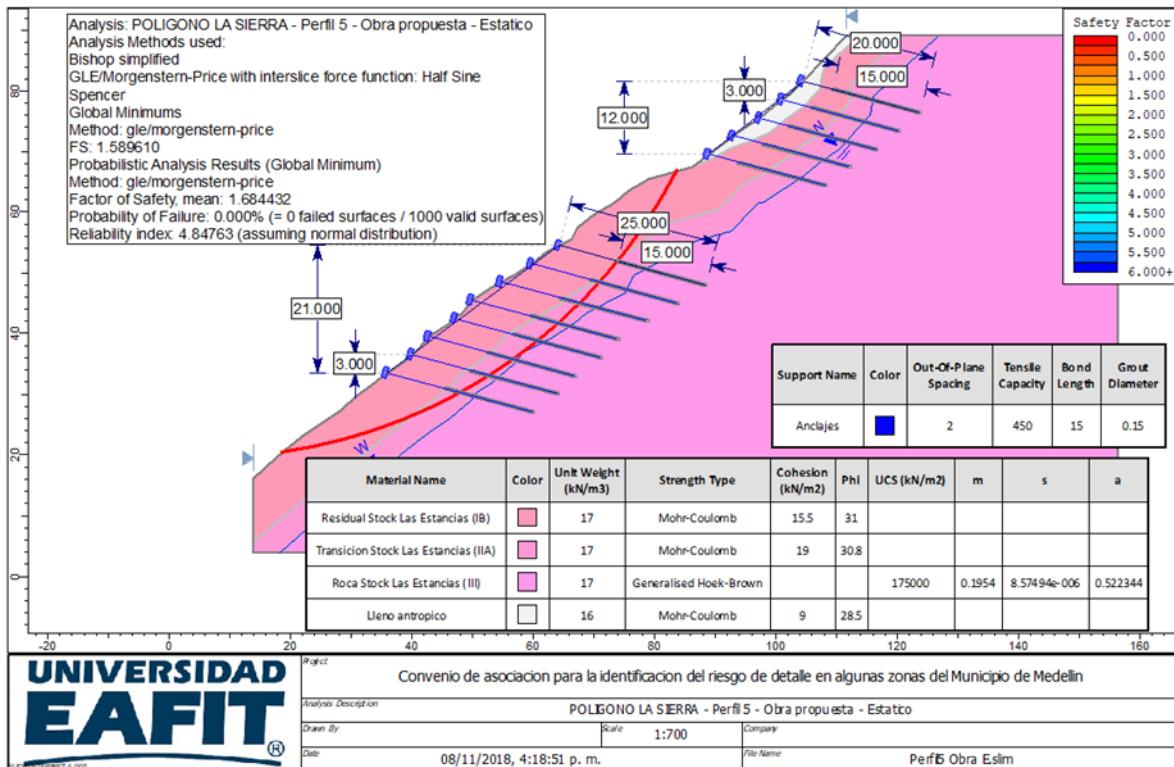 Analysis: POLIGONO LA SIERRA - Perfil 5 - Obra propuesta - Estatico
Analysis Methods used:
Bishop simplified
GLE/Morgenstern-Price with interslice force function: Half Sine
Spencer
Global Minimums
Method: gle/morgenstern-price
FS: 1.589610
Probabilistic Analysis Results (Global Minimum)
Method: gle/morgenstern-price
Factor of Safety, mean: 1.684432
Probability of Failure: 0.000% (= 0 failed surfaces / 1000 valid surfaces)
Reliability index: 4.84763 (assuming normal distribution)
Safety Factor
0.000
0.500
1.000
1.500
2.000
2.500
3.000
3.500
4.000
4.500
5.000
5.500
6.000+
20.000
15.000
3.000
12.000
W
25.000
15.000
21.000
3.000
W
80
60
40
20
0
Support Name Color Out-Of-Plane Spacing Tensile Capacity Bond Length Grout Diameter
Anclajes 2 450 15 0.15
Material Name Color Unit Weight (kN/m3) Strength Type Cohesion (kN/m2) Phi UCS (kN/m2) m s a
Residual Stock Las Estancias (IB) 17 Mohr-Coulomb 15.5 31
Transicion Stock Las Estancias (IIA) 17 Mohr-Coulomb 19 30.8
Roca Stock Las Estancias (III) 17 Generalised Hoek-Brown 175000 0.1954 8.57494e-006 0.522344
Lleno antropico 16 Mohr-Coulomb 9 28.5
-20 0 20 40 60 80 100 120 140 160
UNIVERSIDAD
EAFIT®
Project
Convenio de asociacion para la identificacion del riesgo de detalle en algunas zonas del Municipio de Medellin
Analysis Description
POLIGONO LA SIERRA - Perfil 5 - Obra propuesta - Estatico
Drawn By
Scale 1:700
Company
Date
08/11/2018, 4:18:51 p. m.
File Name
Perfil5 Obra E.slim